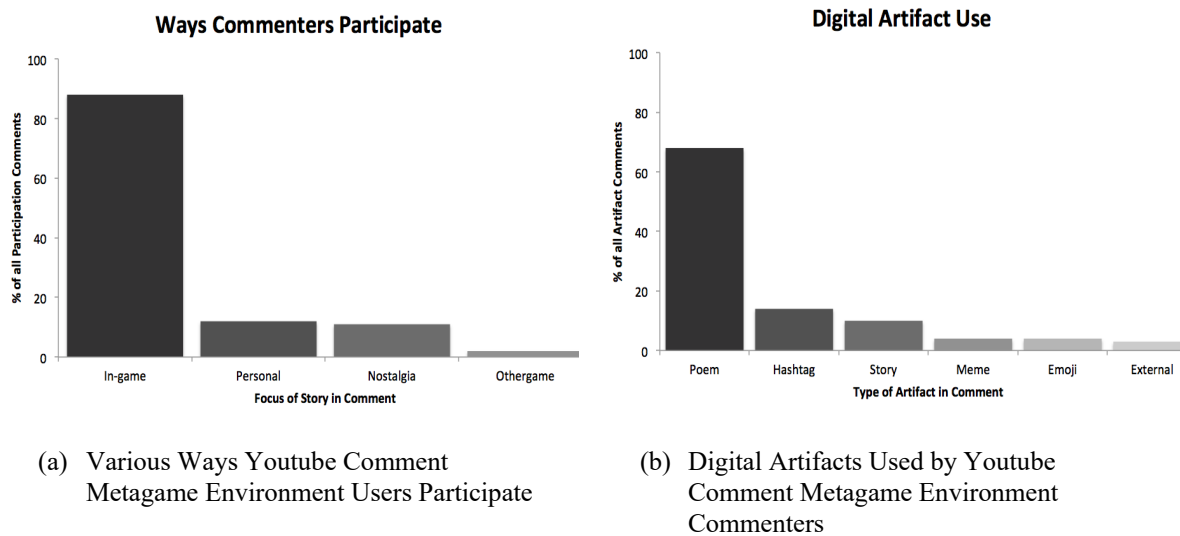 Ways Commenters Participate
% of all Participation Comments
100
80
60
40
20
0
In-game Personal Nostalgia Othergame
Focus of Story in Comment
(a) Various Ways Youtube Comment
Metagame Environment Users Participate
Digital Artifact Use
% of all Artifact Comments
100
80
60
40
20
0
Poem Hashtag Story Meme Emoji External
Type of Artifact in Comment
(b) Digital Artifacts Used by Youtube
Comment Metagame Environment
Commenters